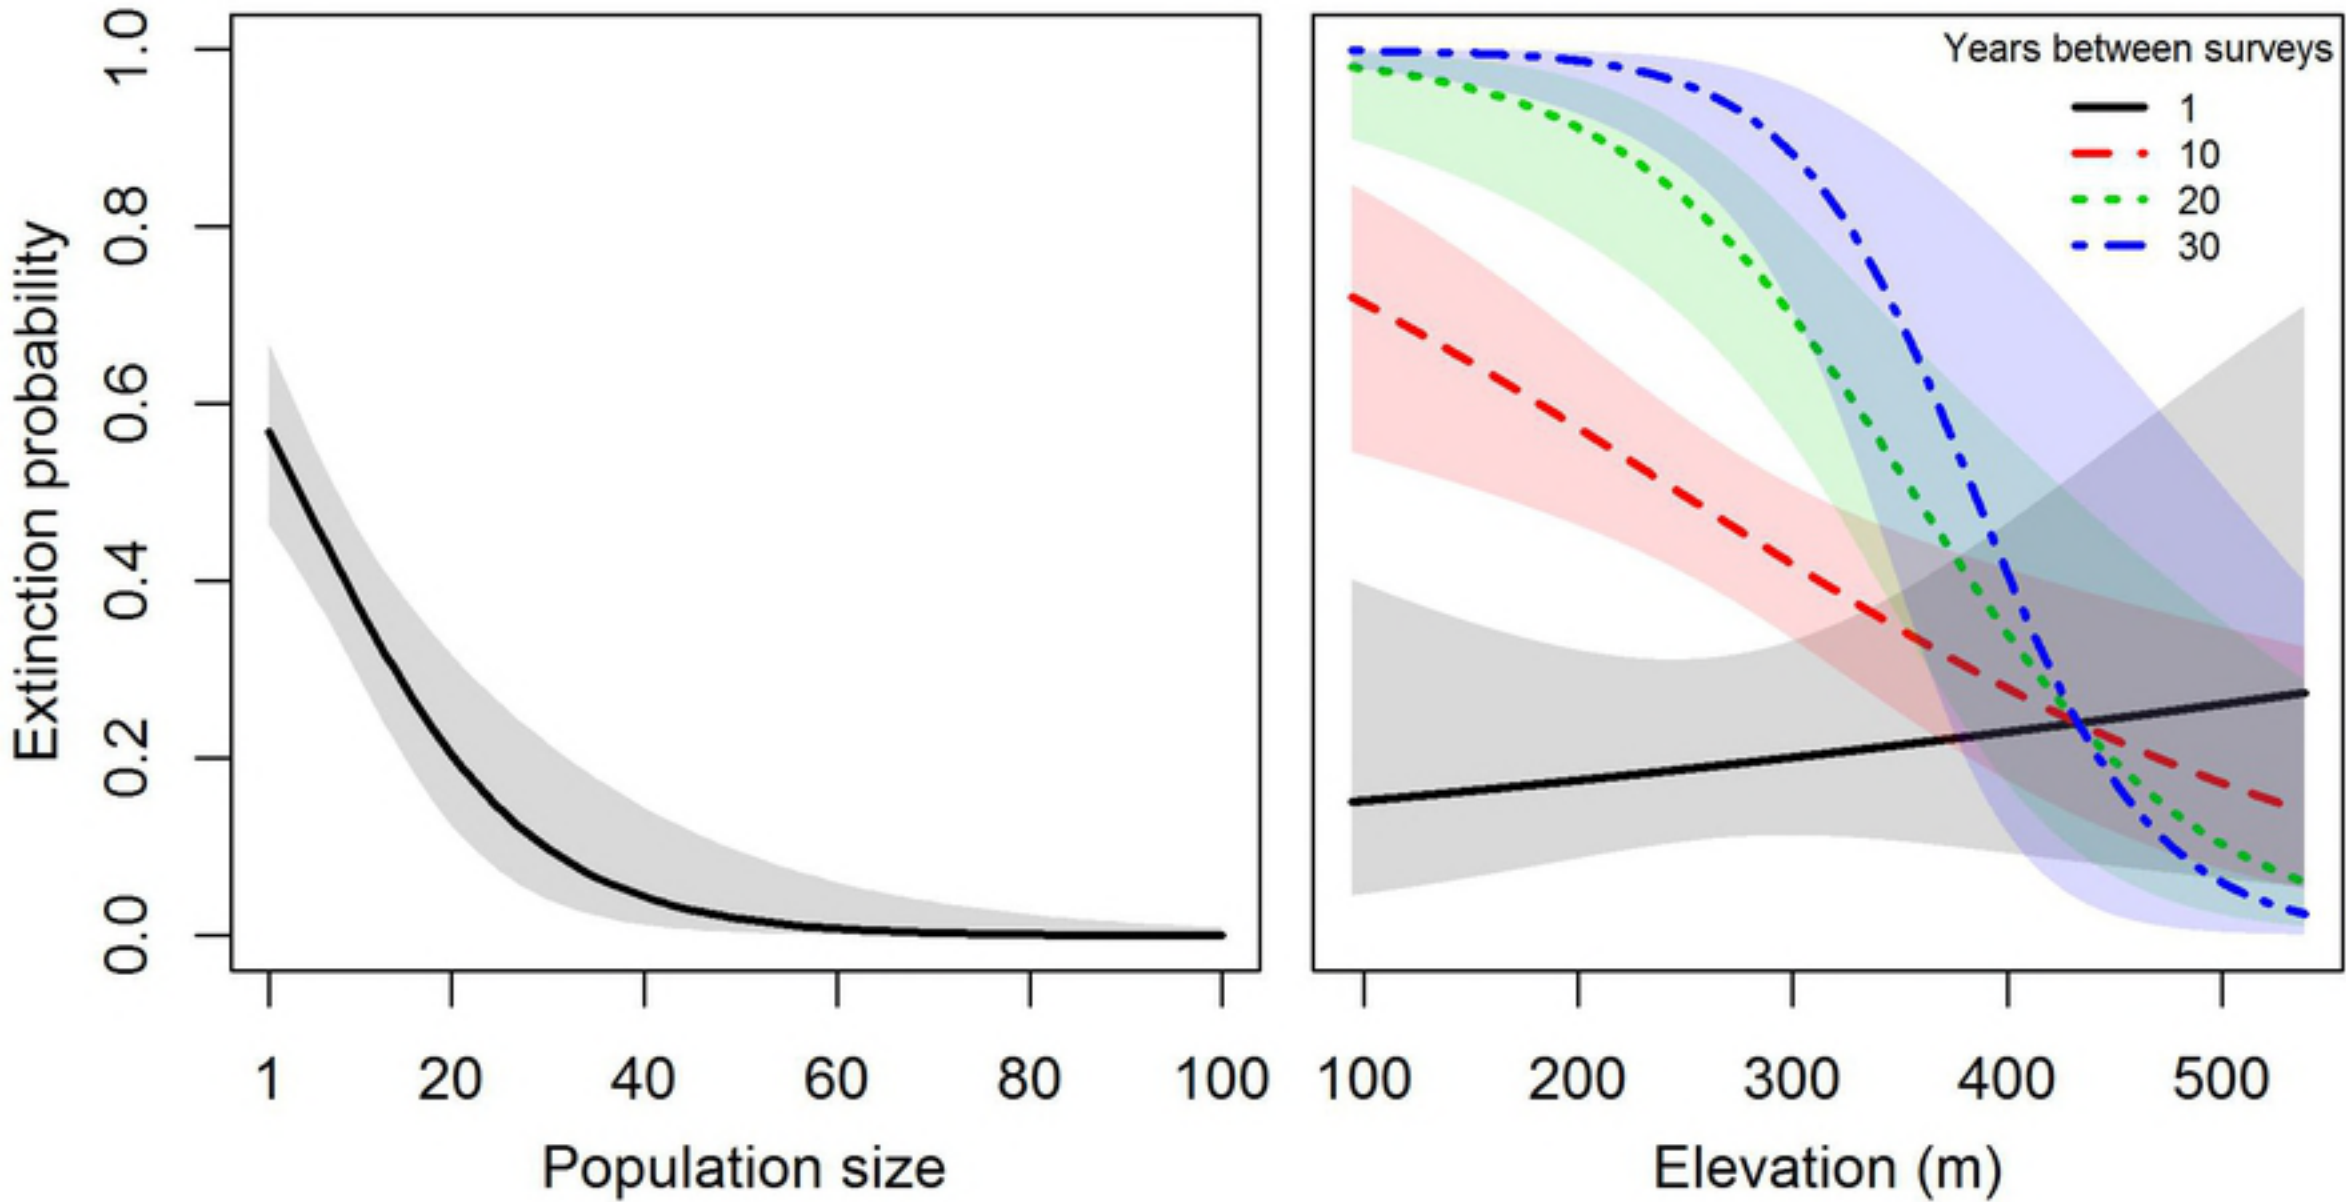 Extinction probability
1.0
0.8
0.6
0.4
0.2
0.0
1 20 40 60 80 100
Population size
Years between surveys
1
10
20
30
100 200 300 400 500
Elevation (m)